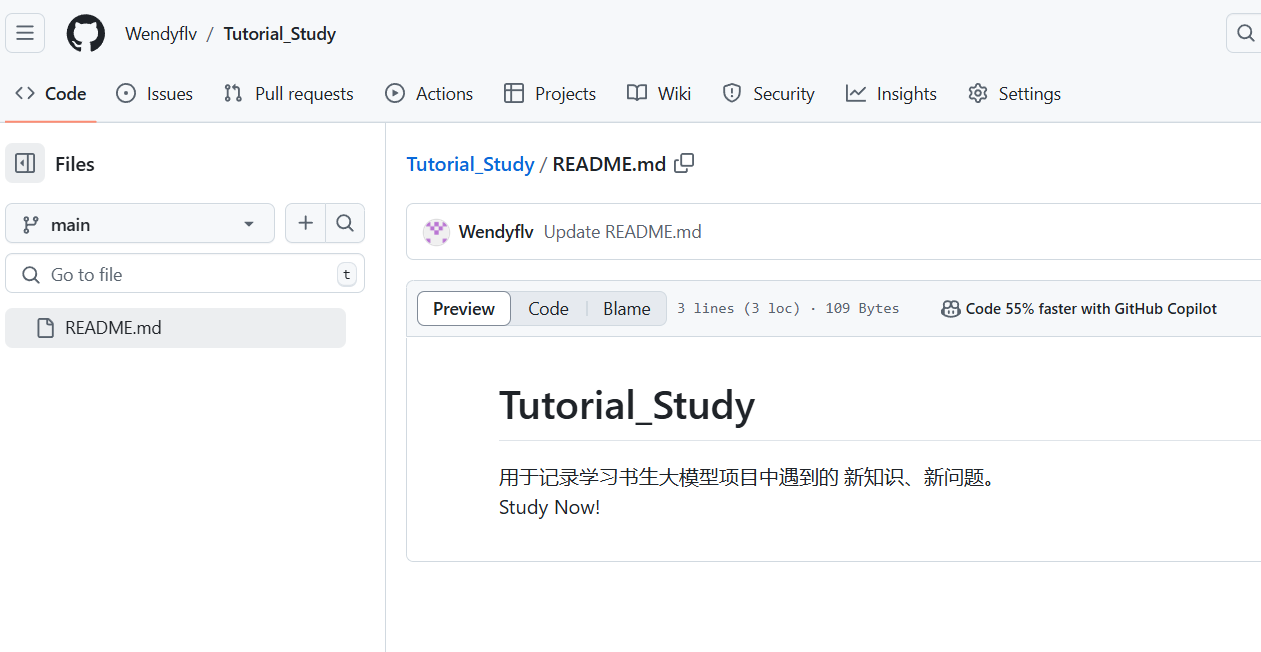 Wendyflv / Tutorial_Study
Code Issues Pull requests Actions Projects Wiki Security Insights Settings
Files
main
Go to file t
README.md
Tutorial_Study / README.md
Wendyflv Update README.md
Preview Code Blame 3 lines (3 loc) · 109 Bytes Code 55% faster with GitHub Copilot
Tutorial_Study
用于记录学习书生大模型项目中遇到的 新知识、新问题。
Study Now!